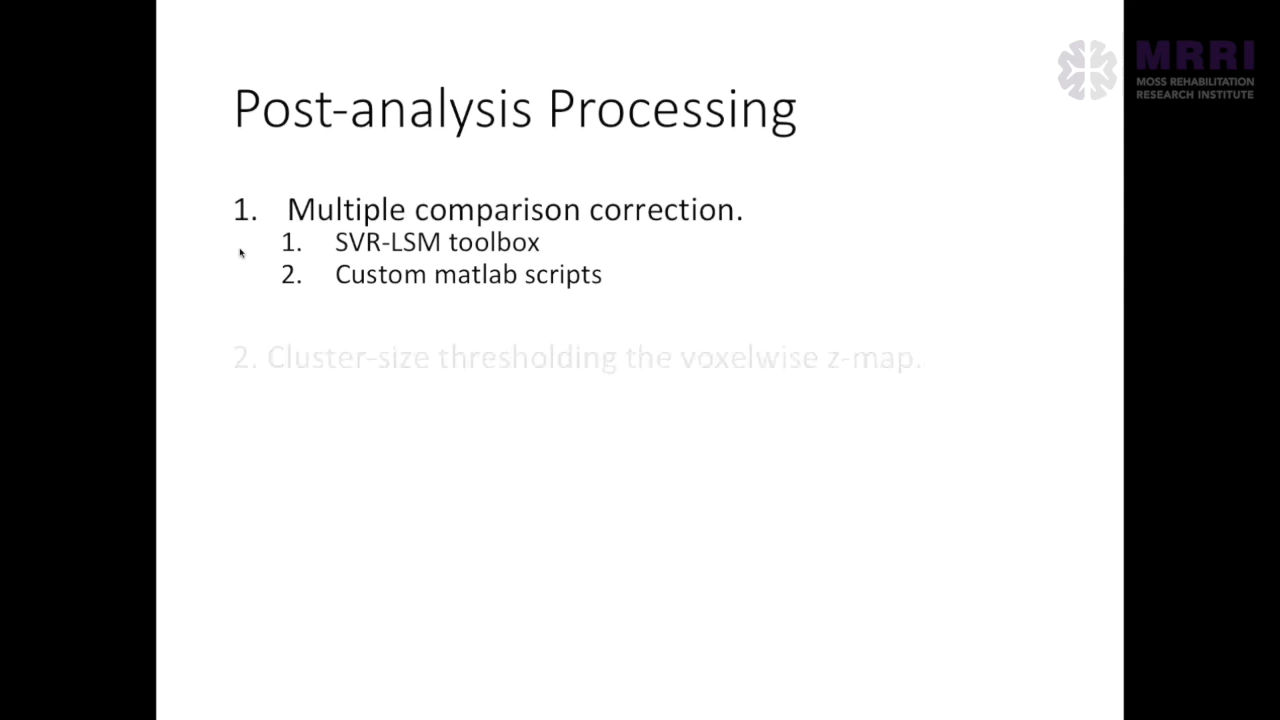 MRRI
MOSS REHABILITATION
RESEARCH INSTITUTE
Post-analysis Processing
1. Multiple comparison correction.
1. SVR-LSM toolbox
2. Custom matlab scripts
2. Cluster-size thresholding the voxelwise z-map.